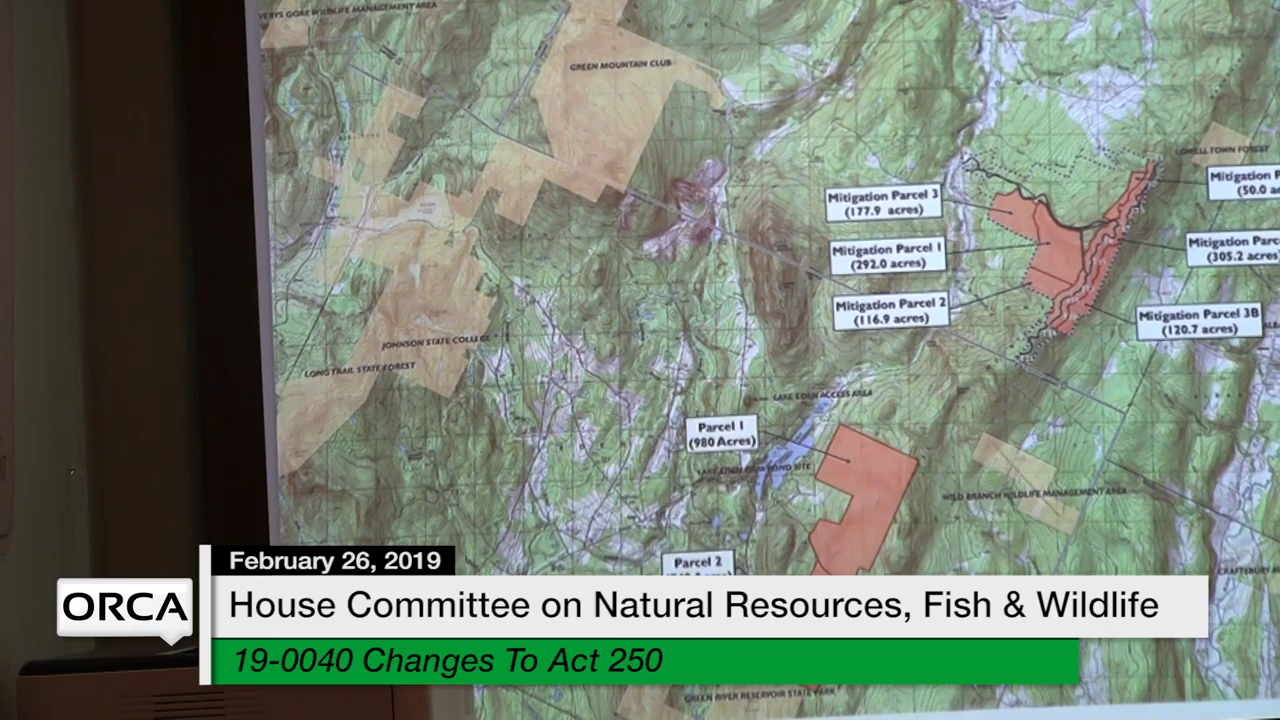 WILDLIFE MANAGEMENT AREA
GREEN MOUNTAIN CLUB
LOWELL TOWN FOREST
Mitigation Parcel 3
(177.9 acres)
Mitigation P
(50.0 a
Mitigation Parcel 1
(292.0 acres)
Mitigation Parc
(305.2 acres
Mitigation Parcel 2
(116.9 acres)
Mitigation Parcel 3B
(120.7 acres)
JOHNSON STATE COLLEGE
LONG TRAIL STATE FOREST
LAKE EDEN ACCESS AREA
Parcel 1
(980 Acres)
WILD BRANCH WILDLIFE MANAGEMENT AREA
Parcel 2
February 26, 2019
ORCA
House Committee on Natural Resources, Fish & Wildlife
19-0040 Changes To Act 250
GREEN RIVER RESERVOIR STATE PARK